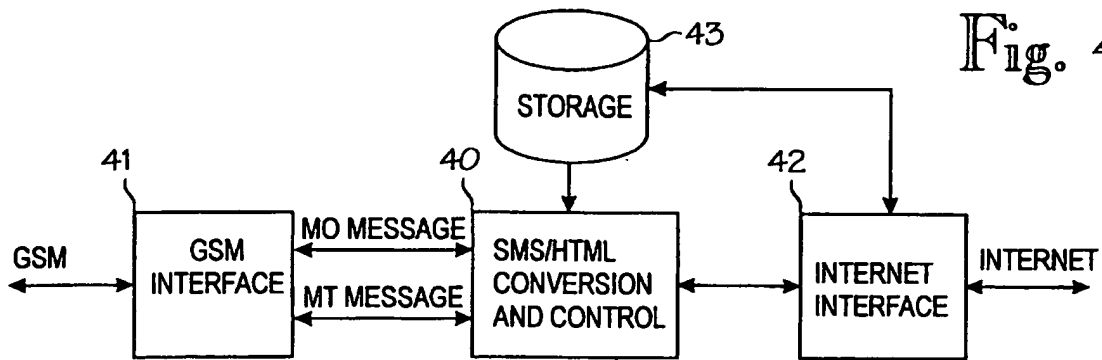 Fig. 4
43
STORAGE
41
40
42
GSM
GSM
INTERFACE
MO MESSAGE
MT MESSAGE
SMS/HTML
CONVERSION
AND CONTROL
INTERNET
INTERFACE
INTERNET